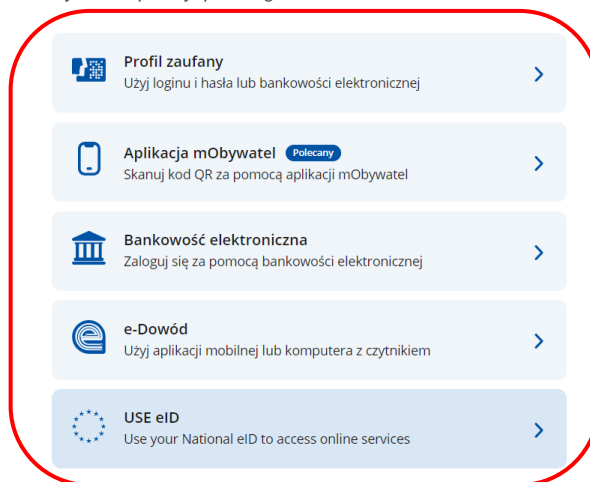 Profil zaufany
Użyj loginu i hasła lub bankowości elektronicznej
Aplikacja mObywatel Polecany
Skanuj kod QR za pomocą aplikacji mObywatel
Bankowość elektroniczna
Zaloguj się za pomocą bankowości elektronicznej
e-Dowód
Użyj aplikacji mobilnej lub komputera z czytnikiem
USE eID
Use your National eID to access online services